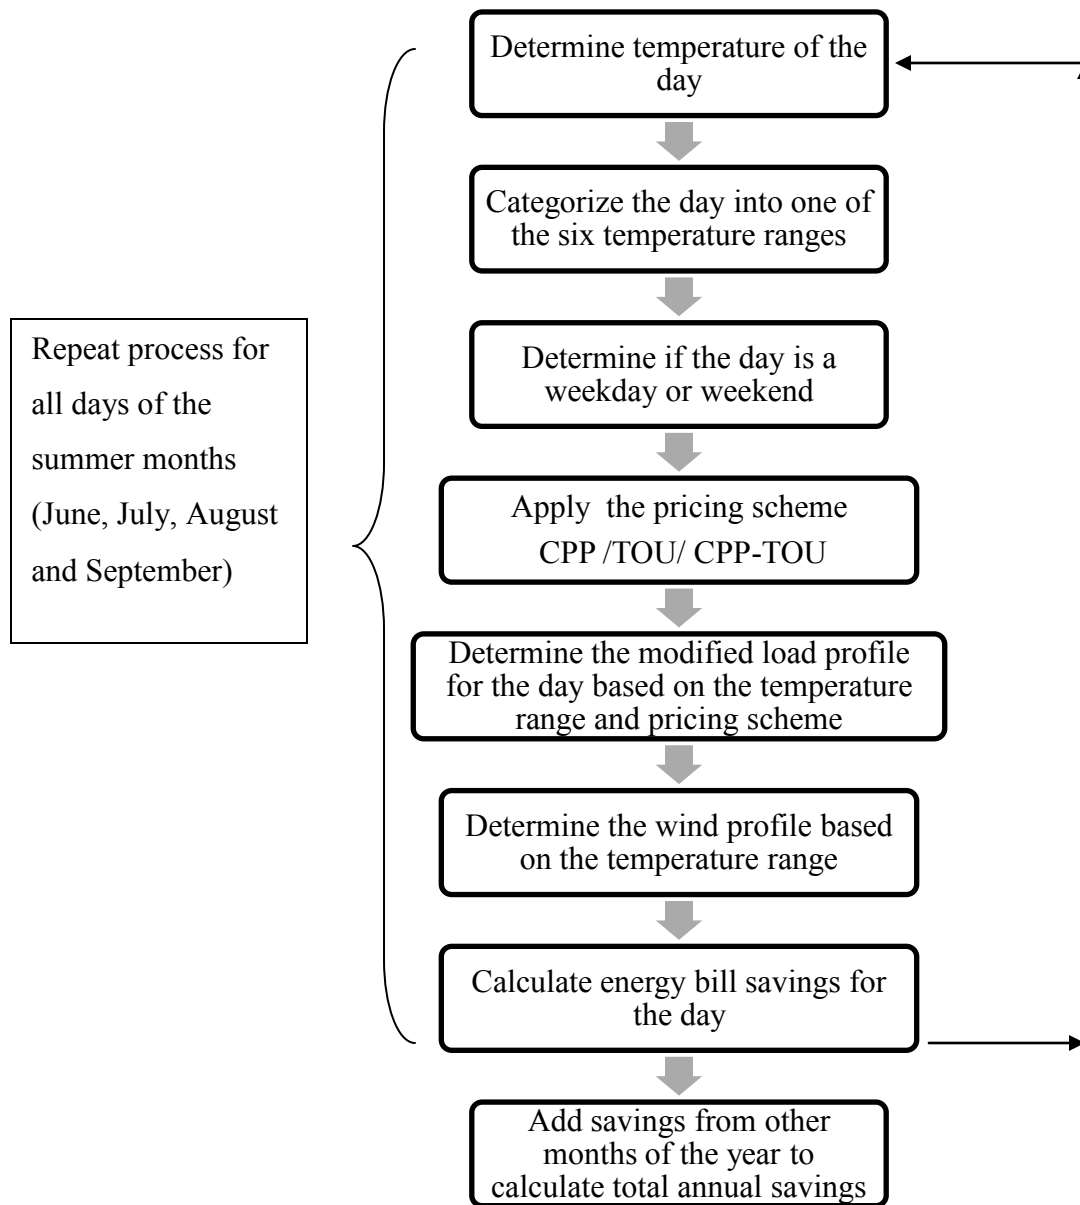 Determine temperature of the
day
Categorize the day into one of
the six temperature ranges
Determine if the day is a
weekday or weekend
Repeat process for
all days of the
summer months
(June, July, August
and September)
Apply  the pricing scheme
CPP /TOU/ CPP-TOU
Determine the modified load profile
for the day based on the temperature
range and pricing scheme
Determine the wind profile based
on the temperature range
Calculate energy bill savings for
the day
Add savings from other
months of the year to
calculate total annual savings